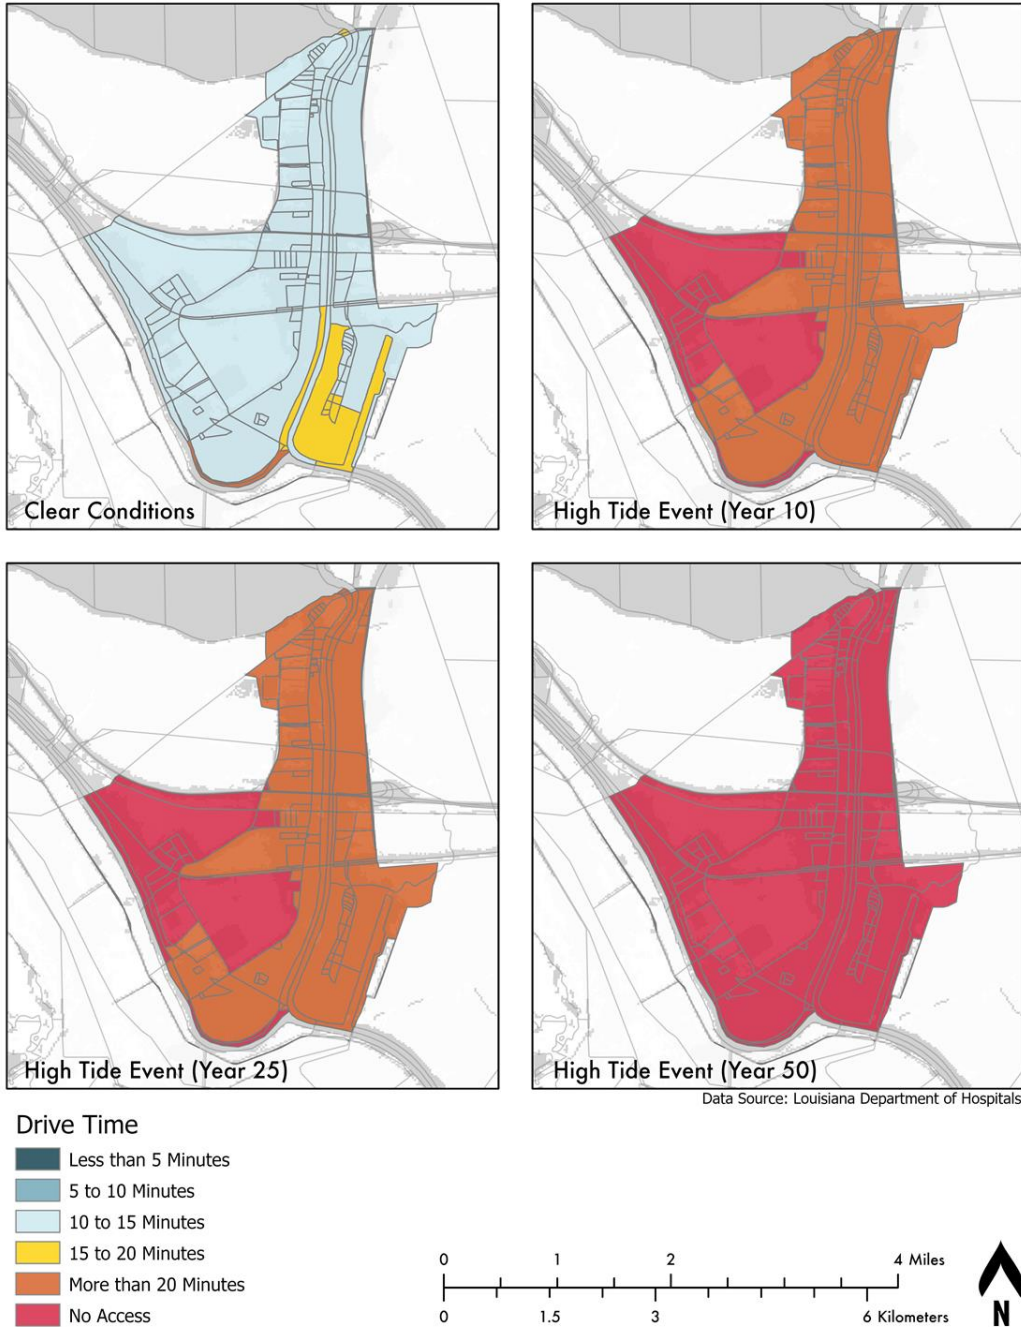 Clear Conditions
High Tide Event (Year 10)
High Tide Event (Year 25)
High Tide Event (Year 50)
Data Source: Louisiana Department of Hospitals
Drive Time
Less than 5 Minutes
5 to 10 Minutes
10 to 15 Minutes
15 to 20 Minutes
More than 20 Minutes
No Access
0 1 2 4 Miles
0 1.5 3 6 Kilometers
N